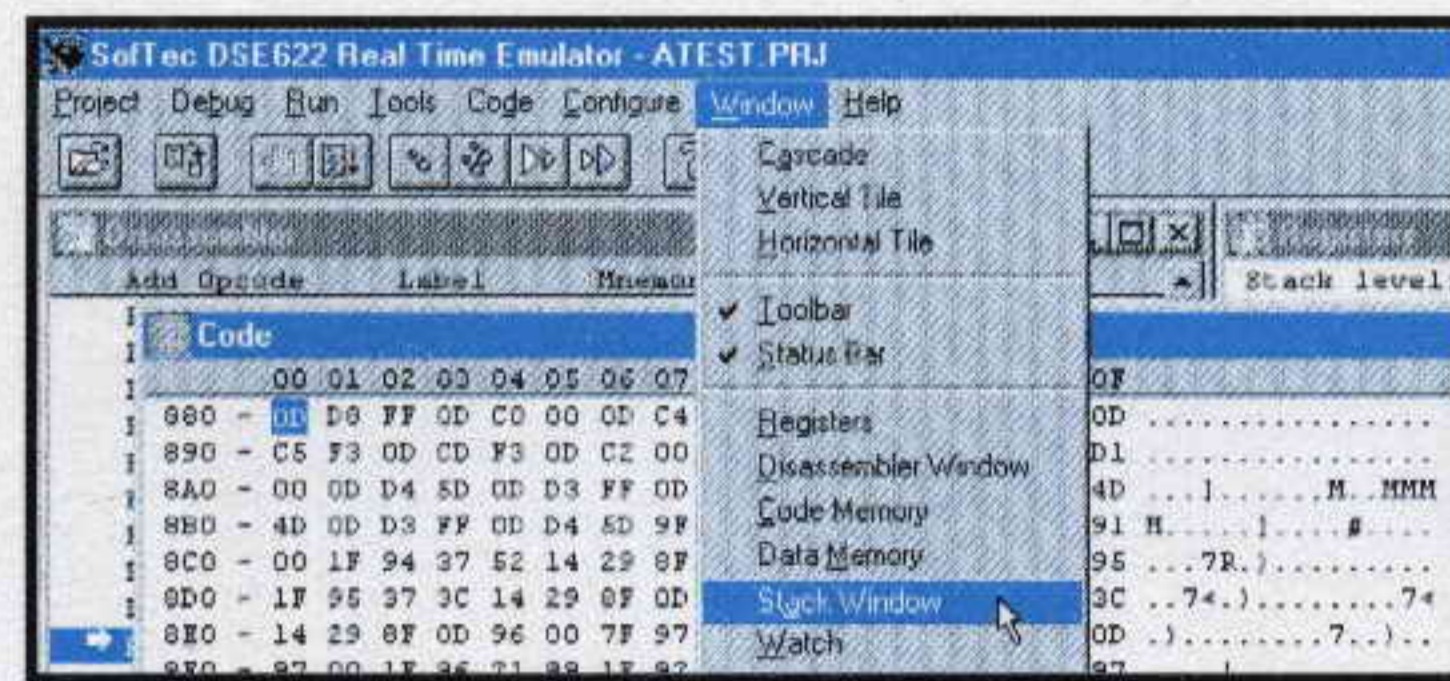 SofTec DSE622 Real Time Emulator - ATEST.PRJ
Project Debug Run Tools Code Configure Window Help
Cascade
Vertical Tile
Horizontal Tile
Add Opcode Label Mnemon
Stack level
Toolbar
Status Bar
Code
00 01 02 03 04 05 06 07 0F
880 - 0D D8 FF 0D C0 00 0D C4 0D ................
Registers
890 - C5 F3 0D CD F3 0D C2 00 D1 ................
Disassembler Window
8A0 - 00 0D D4 5D 0D D3 FF 0D 4D ...]......M..MMM
Code Memory
8B0 - 4D 0D D3 FF 0D D4 5D 9F 91 M.....]....#....
Data Memory
8C0 - 00 1F 94 37 52 14 29 8F 95 ...7R.).........
Stack Window
8D0 - 1F 95 37 3C 14 29 8F 0D 3C ..7<.)........7<
8E0 - 14 29 8F 0D 96 00 7F 97 0D .).........7..)..
Watch